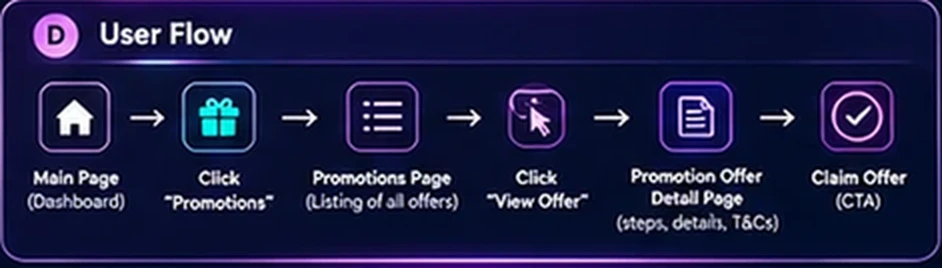 D User Flow
Main Page
(Dashboard)
Click
"Promotions"
Promotions Page
(Listing of all offers)
Click
"View Offer"
Promotion Offer
Detail Page
(steps, details, T&Cs)
Claim Offer
(CTA)